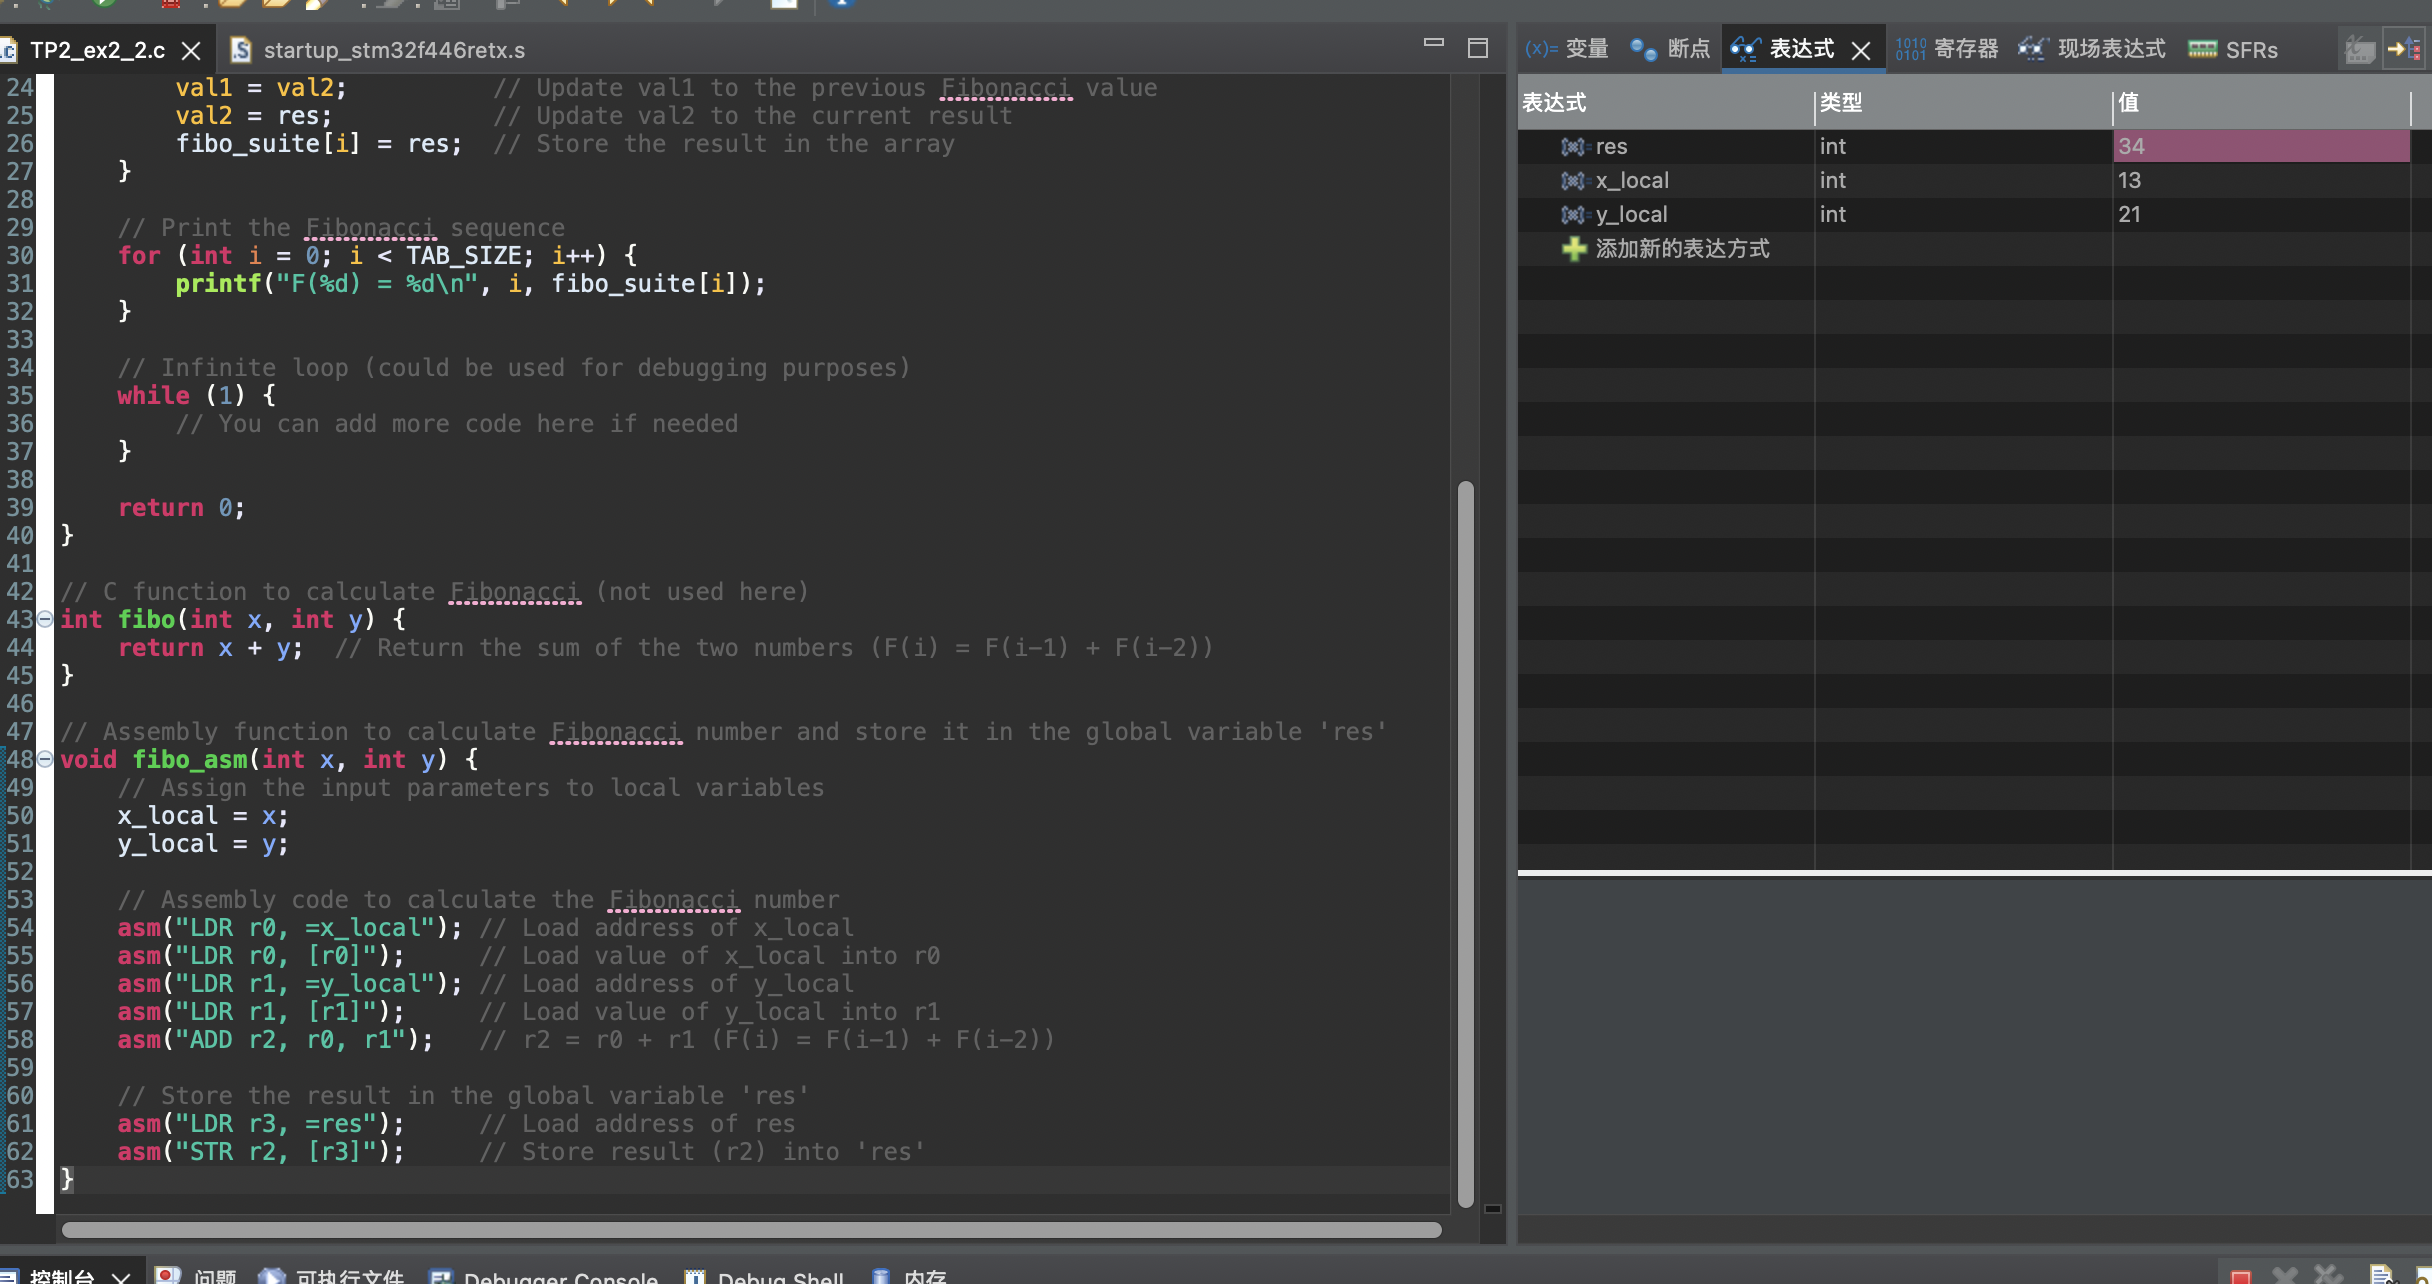 TP2_ex2_2.c
startup_stm32f446retx.s
24 val1 = val2; // Update val1 to the previous Fibonacci value
25 val2 = res; // Update val2 to the current result
26 fibo_suite[i] = res; // Store the result in the array
27 }
28
29 // Print the Fibonacci sequence
30 for (int i = 0; i < TAB_SIZE; i++) {
31 printf("F(%d) = %d\n", i, fibo_suite[i]);
32 }
33
34 // Infinite loop (could be used for debugging purposes)
35 while (1) {
36 // You can add more code here if needed
37 }
38
39 return 0;
40 }
41
42 // C function to calculate Fibonacci (not used here)
43 int fibo(int x, int y) {
44 return x + y; // Return the sum of the two numbers (F(i) = F(i-1) + F(i-2))
45 }
46
47 // Assembly function to calculate Fibonacci number and store it in the global variable 'res'
48 void fibo_asm(int x, int y) {
49 // Assign the input parameters to local variables
50 x_local = x;
51 y_local = y;
52
53 // Assembly code to calculate the Fibonacci number
54 asm("LDR r0, =x_local"); // Load address of x_local
55 asm("LDR r0, [r0]"); // Load value of x_local into r0
56 asm("LDR r1, =y_local"); // Load address of y_local
57 asm("LDR r1, [r1]"); // Load value of y_local into r1
58 asm("ADD r2, r0, r1"); // r2 = r0 + r1 (F(i) = F(i-1) + F(i-2))
59
60 // Store the result in the global variable 'res'
61 asm("LDR r3, =res"); // Load address of res
62 asm("STR r2, [r3]"); // Store result (r2) into 'res'
63 }
(x)= 变量 断点 表达式 1010 0101 寄存器 现场表达式 SFRs
表达式 类型 值
res int 34
x_local int 13
y_local int 21
添加新的表达方式
控制台 问题 可执行文件 Debugger Console Debug Shell 内存